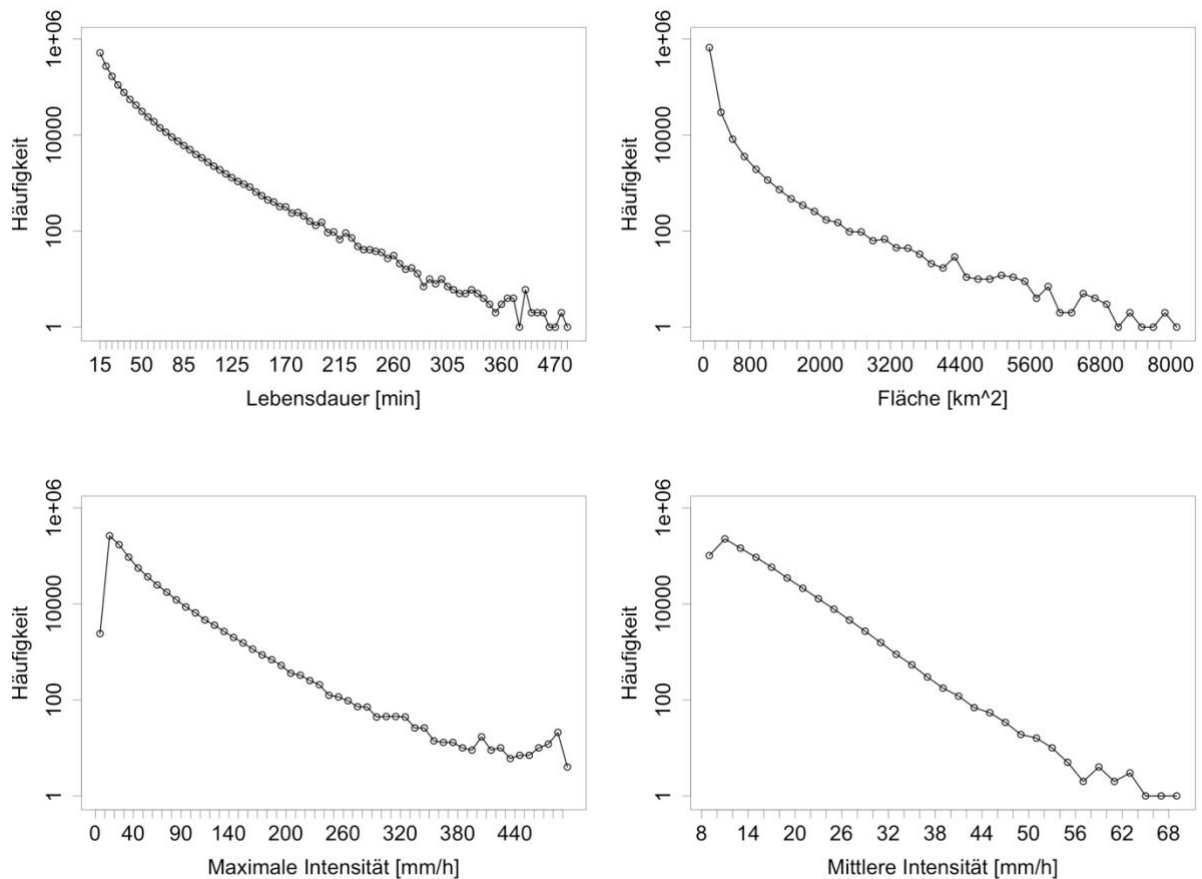 Häufigkeit
1 100 10000 1e+06
15 50 85 125 170 215 260 305 360 470
Lebensdauer [min]
Häufigkeit
1 100 10000 1e+06
0 800 2000 3200 4400 5600 6800 8000
Fläche [km^2]
Häufigkeit
1 100 10000 1e+06
0 40 90 140 200 260 320 380 440
Maximale Intensität [mm/h]
Häufigkeit
1 100 10000 1e+06
8 14 20 26 32 38 44 50 56 62 68
Mittlere Intensität [mm/h]